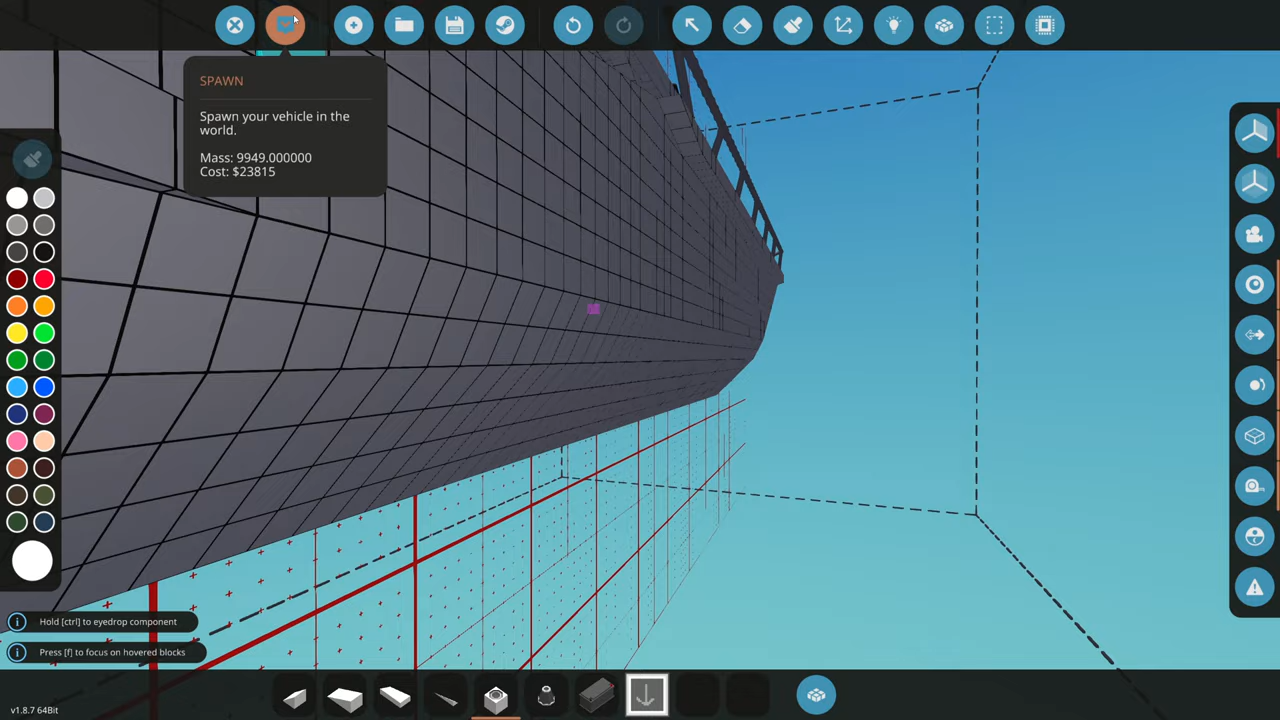 SPAWN
Spawn your vehicle in the
world.
Mass: 9949.000000
Cost: $23815
Hold [ctrl] to eyedrop component
Press [f] to focus on hovered blocks
v1.8.7 64Bit